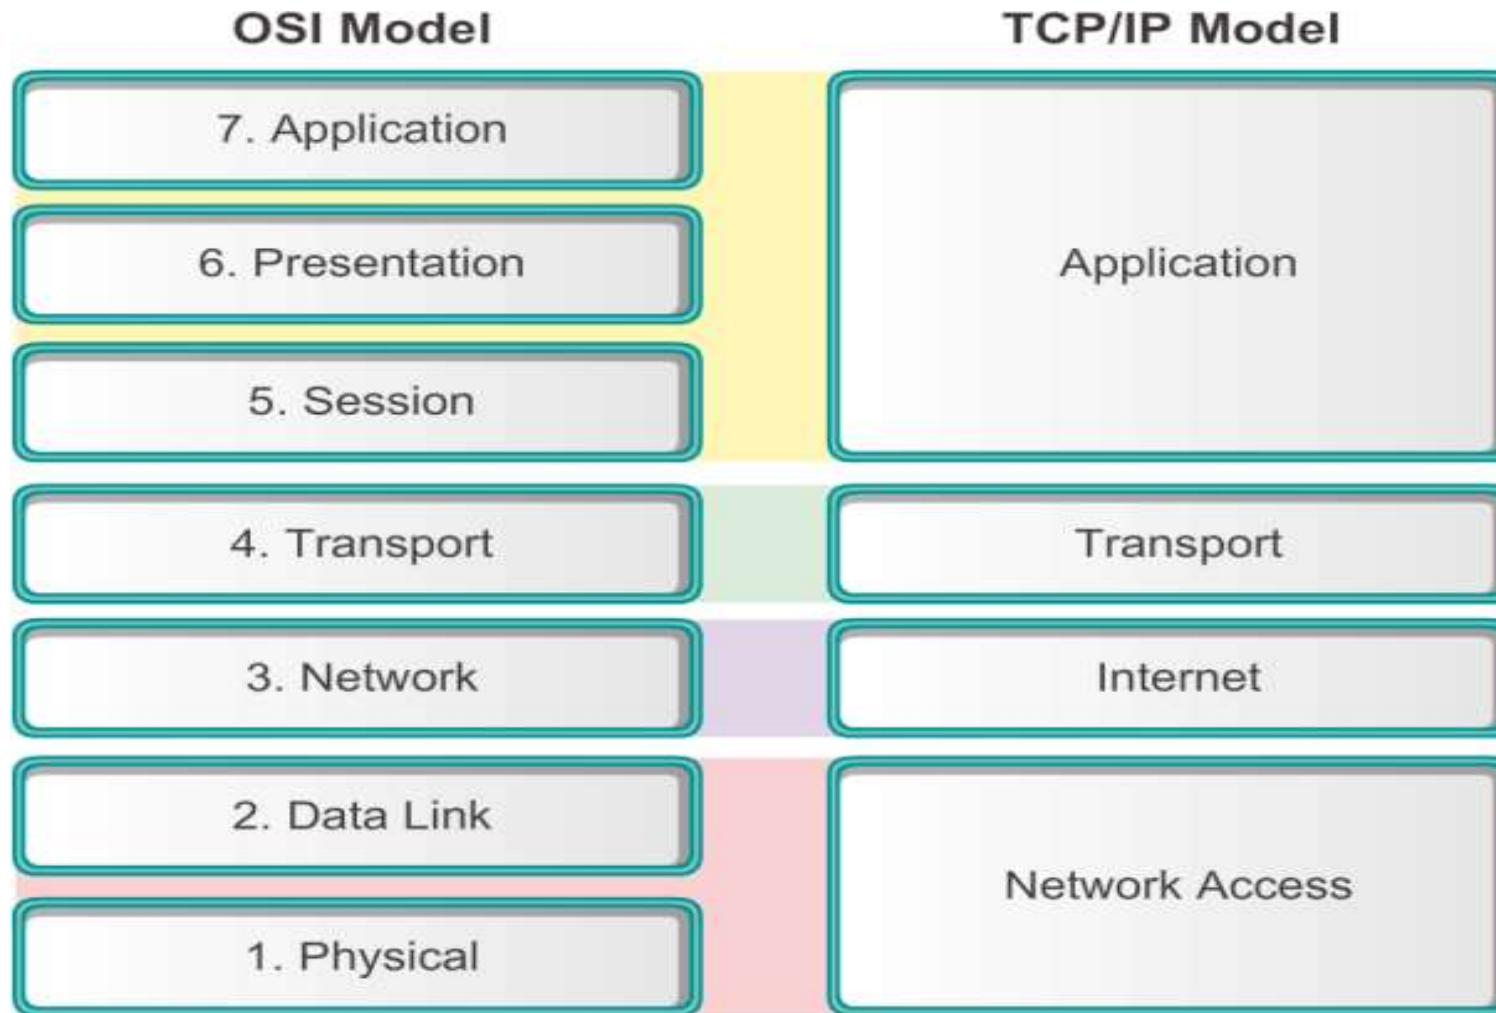 OSI Model
TCP/IP Model
7. Application
6. Presentation
5. Session
Application
4. Transport
Transport
3. Network
Internet
2. Data Link
1. Physical
Network Access